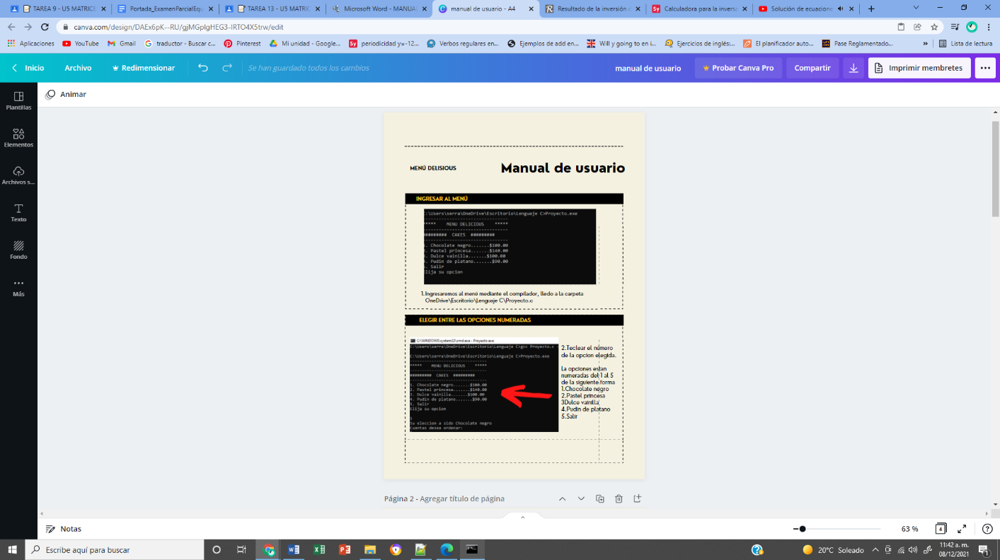 TAREA 9 - U5 MATRICE
Portada_ExamenParcialEqu
TAREA 13 - U5 MATRIC
Microsoft Word - MANUA
manual de usuario - A4
Resultado de la inversión
Calculadora para la inversa
Solución de ecuacione
canva.com/design/DAEx6pK--RU/gjMGpIgHEG3-IRTO4X5trw/edit
Aplicaciones
YouTube
Gmail
traductor - Buscar c...
Pinterest
Mi unidad - Google...
periodicidad y=-12...
Verbos regulares en...
Ejemplos de add en...
Will y going to en i...
Ejercicios de inglés:...
El planificador auto...
Pase Reglamentado...
»
Lista de lectura
Inicio
Archivo
Redimensionar
Se han guardado todos los cambios
manual de usuario
Probar Canva Pro
Compartir
Imprimir membretes
Animar
Plantillas
Elementos
Archivos s...
Texto
Fondo
Más
MENÚ DELISIOUS
Manual de usuario
INGRESAR AL MENÚ
C:\Users\serra\OneDrive\Escritorio\Lenguaje C>Proyecto.exe
---------------------------------
***** MENU DELICIOUS *****
---------------------------------
######### CAKES #########
---------------------------------
1. Chocolate negro.......$100.00
2. Pastel princesa.......$140.00
3. Dulce vainilla.......$100.00
4. Pudin de platano.......$90.00
5. Salir
Elija su opcion
1.Ingresaremos al menú mediante el compilador, lledo a la carpeta
OneDrive\Escritorio\Lenguaje C\Proyecto.c
ELEGIR ENTRE LAS OPCIONES NUMERADAS
C:\WINDOWS\system32\cmd.exe - Proyecto.exe
C:\Users\serra\OneDrive\Escritorio\Lenguaje C\gcc Proyecto.c
C:\Users\serra\OneDrive\Escritorio\Lenguaje C>Proyecto.exe
---------------------------------
***** MENU DELICIOUS *****
---------------------------------
######### CAKES #########
---------------------------------
1. Chocolate negro.......$100.00
2. Pastel princesa.......$140.00
3. Dulce vainilla.......$100.00
4. Pudin de platano.......$90.00
5. Salir
Elija su opcion
1
Su eleccion a sido Chocolate negro
Cuantas desea ordenar:
2.Teclear el número
de la opcion elegida.
La opciones estan
numeradas del 1 al 5
de la siguiente forma
1.Chocolate negro
2.Pastel princesa
3Dulce vainilla
4.Pudin de platano
5.Salir
Página 2 - Agregar título de página
Notas
63 %
4
Escribe aquí para buscar
20°C Soleado
11:42 a. m.
08/12/2021
1